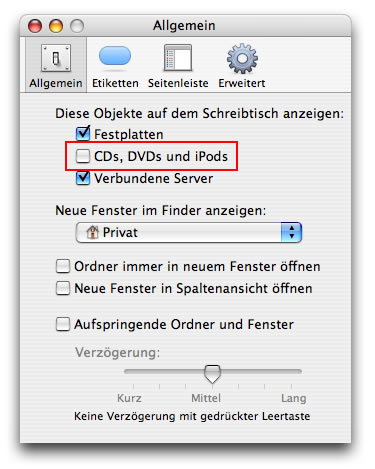 Allgemein
Allgemein Etiketten Seitenleiste Erweitert
Diese Objekte auf dem Schreibtisch anzeigen:
Festplatten
CDs, DVDs und iPods
Verbundene Server
Neue Fenster im Finder anzeigen:
Privat
Ordner immer in neuem Fenster öffnen
Neue Fenster in Spaltenansicht öffnen
Aufspringende Ordner und Fenster
Verzögerung:
Kurz Mittel Lang
Keine Verzögerung mit gedrückter Leertaste